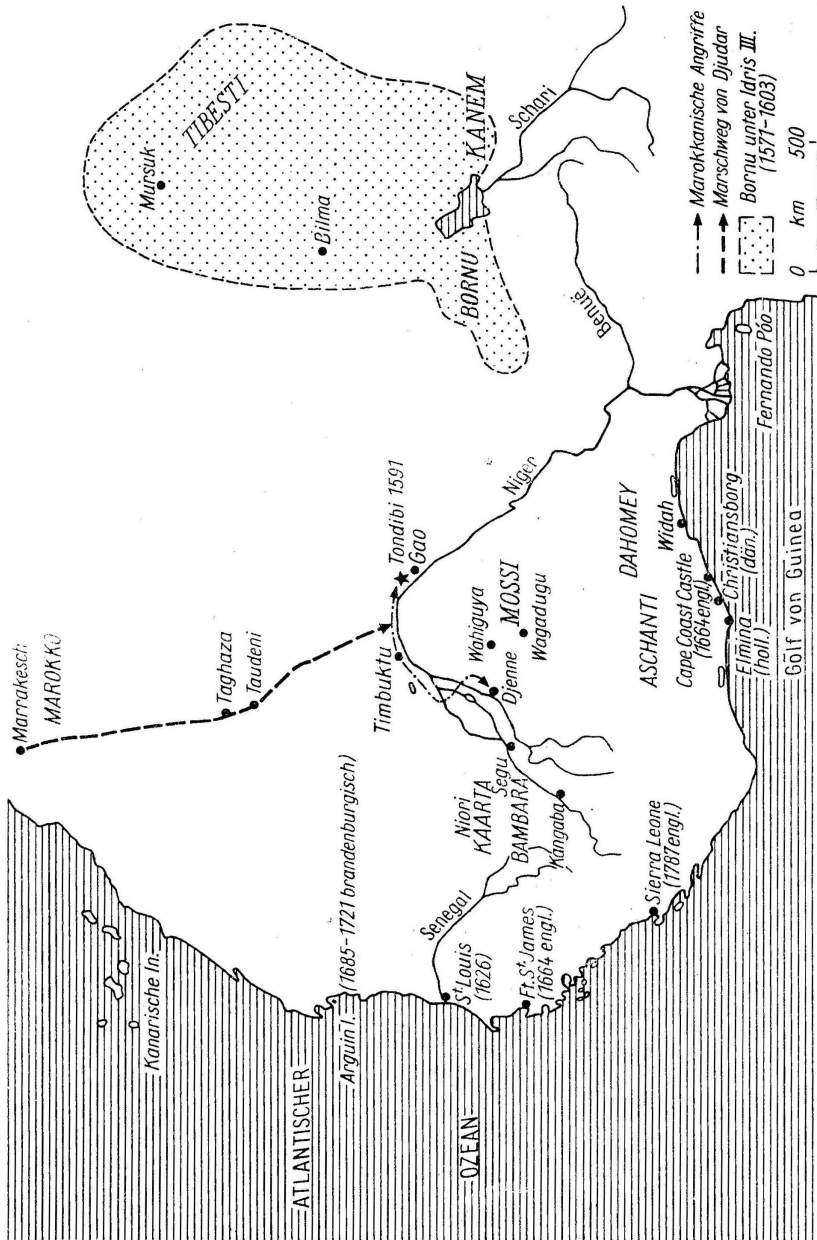 Marrakesch
MAROKKO
Kanarische In.
Taghaza
Taudeni
TIBESTI
Mursuk
Bilma
ATLANTISCHER
OZEAN
Arguin I. (1685–1721 brandenburgisch)
Timbuktu
Tondibi 1591
Gao
Niger
BORNU
KANEM
Schari
Senegal
St. Louis
(1626)
Ft. St. James
(1664 engl.)
Niori
KAARTA
Segu
BAMBARA
Kangaba
Djenne
Wahiguya
MOSSI
Wagadugu
Benuë
Sierra Leone
(1787 engl.)
ASCHANTI
DAHOMEY
Widah
Cape Coast Castle
(1664 engl.)
Elmina
(holl.)
Christiansborg
(dän.)
Golf von Guinea
Fernando Póo
Marokkanische Angriffe
Marschweg von Djudar
Bornu unter Idris III.
(1571–1603)
0 km 500